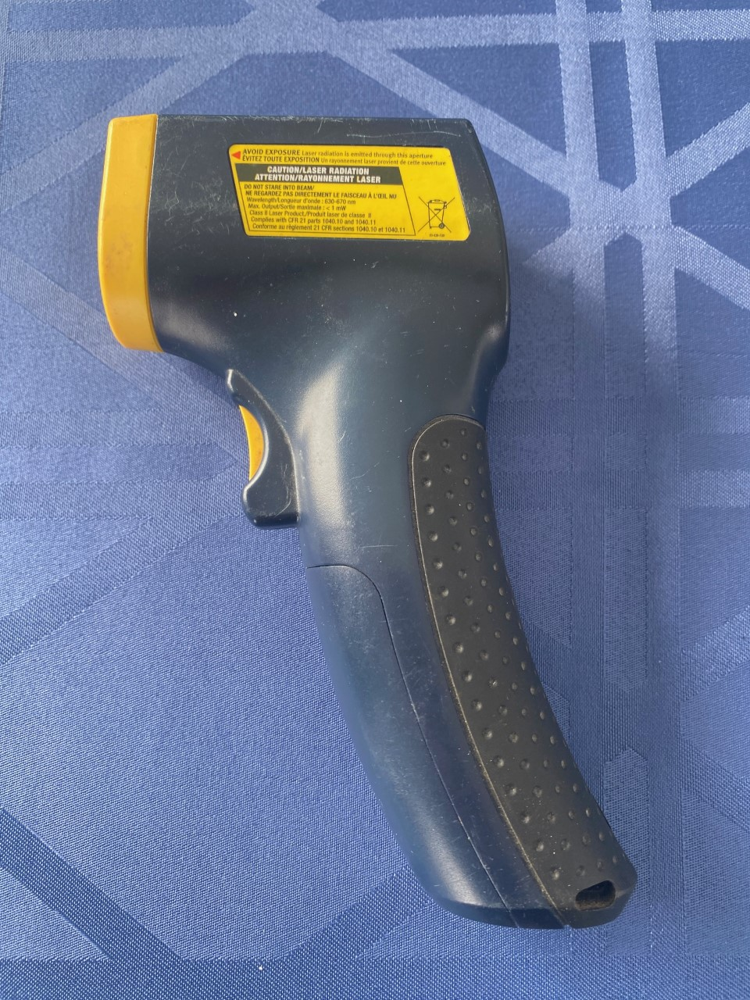 AVOID EXPOSURE Laser radiation is emitted through this aperture
ÉVITEZ TOUTE EXPOSITION Un rayonnement laser provient de cette ouverture
CAUTION/LASER RADIATION
ATTENTION/RAYONNEMENT LASER
DO NOT STARE INTO BEAM/
NE REGARDEZ PAS DIRECTEMENT LE FAISCEAU À L'ŒIL NU
Wavelength/Longueur d'onde : 630-670 nm
Max. Output/Sortie maximale : < 1 mW
Class II Laser Product./Produit laser de classe II
Complies with CFR 21 parts 1040.10 and 1040.11
Conforme au règlement 21 CFR sections 1040.10 et 1040.11